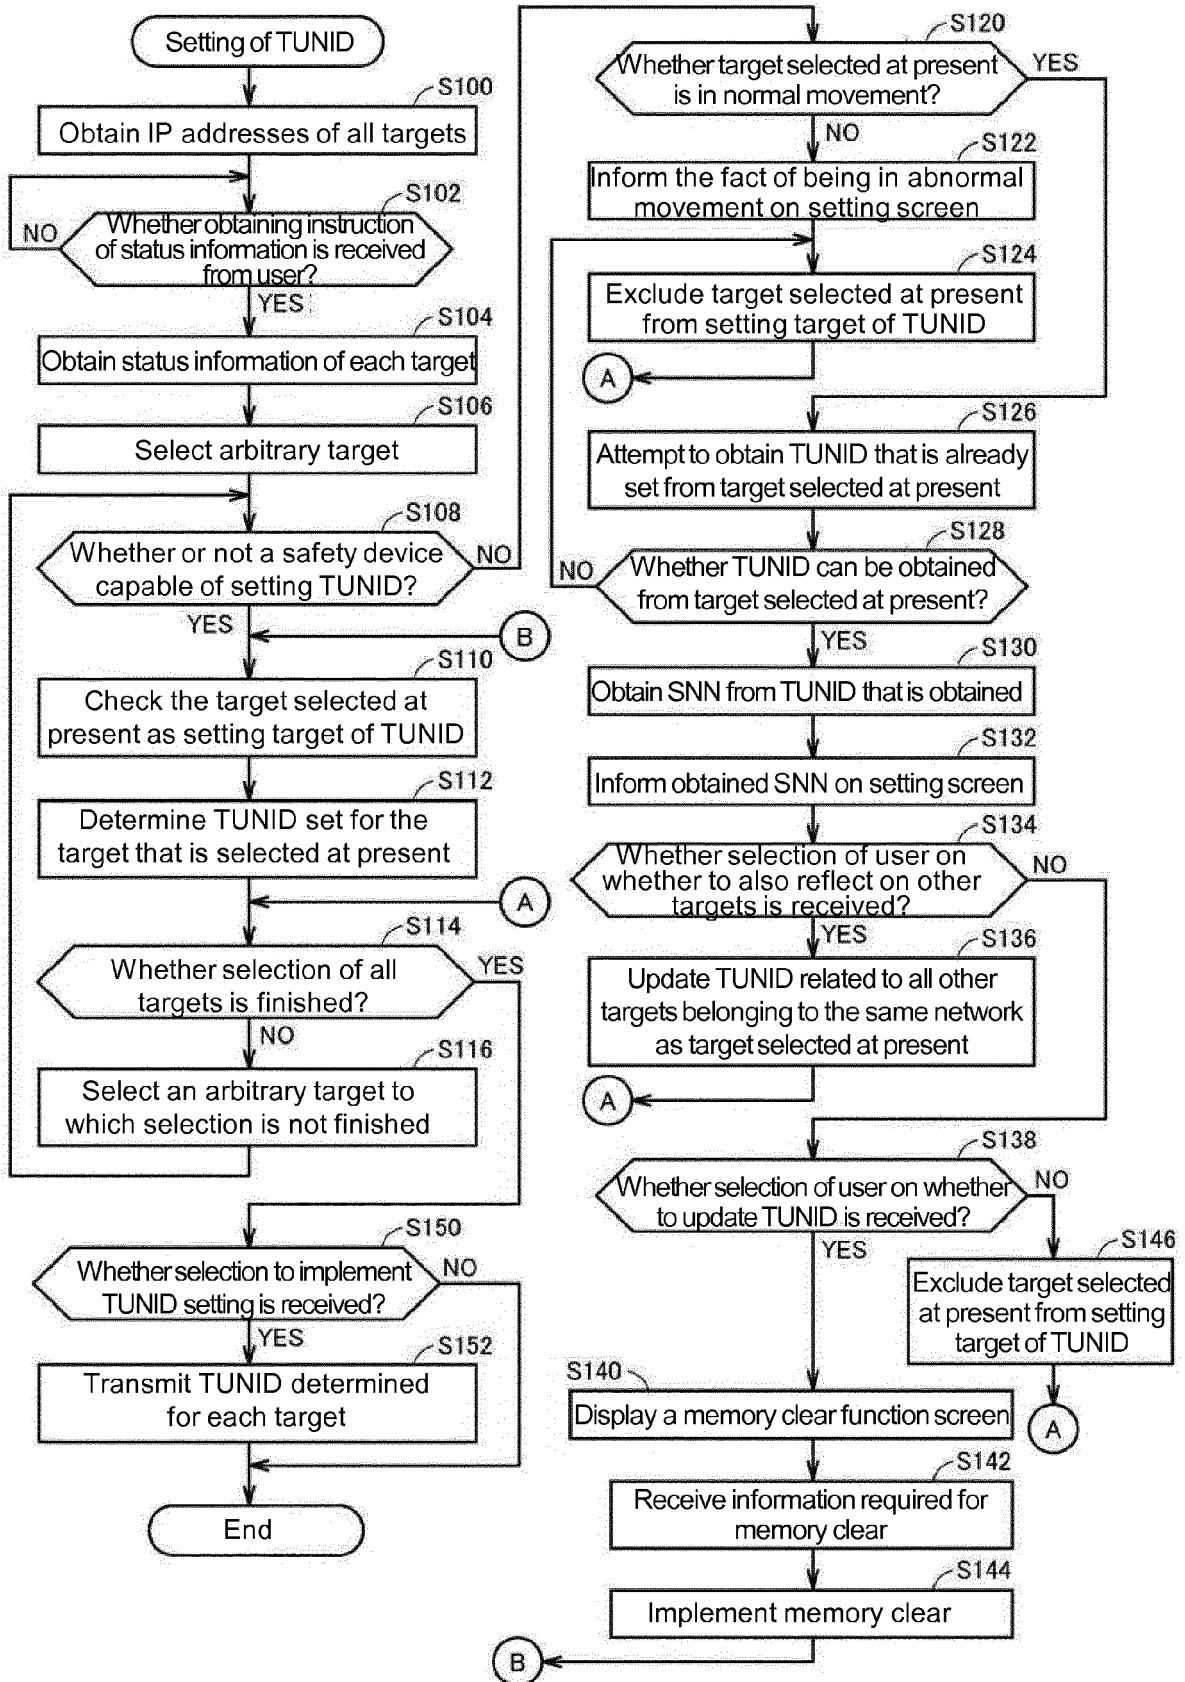 Setting of TUNID
S100
Obtain IP addresses of all targets
S102
Whether obtaining instruction
of status information is received
from user?
NO
YES
S104
Obtain status information of each target
S106
Select arbitrary target
S108
Whether or not a safety device
capable of setting TUNID?
NO
YES
B
S110
Check the target selected at
present as setting target of TUNID
S112
Determine TUNID set for the
target that is selected at present
A
S114
Whether selection of all
targets is finished?
YES
NO
S116
Select an arbitrary target to
which selection is not finished
S150
Whether selection to implement
TUNID setting is received?
NO
YES
S152
Transmit TUNID determined
for each target
End
S120
Whether target selected at present
is in normal movement?
YES
NO
S122
Inform the fact of being in abnormal
movement on setting screen
S124
Exclude target selected at present
from setting target of TUNID
A
S126
Attempt to obtain TUNID that is already
set from target selected at present
S128
Whether TUNID can be obtained
from target selected at present?
NO
YES
S130
Obtain SNN from TUNID that is obtained
S132
Inform obtained SNN on setting screen
S134
Whether selection of user on
whether to also reflect on other
targets is received?
NO
YES
S136
Update TUNID related to all other
targets belonging to the same network
as target selected at present
A
S138
Whether selection of user on whether
to update TUNID is received?
NO
YES
S146
Exclude target selected
at present from setting
target of TUNID
A
S140
Display a memory clear function screen
S142
Receive information required for
memory clear
S144
Implement memory clear
B